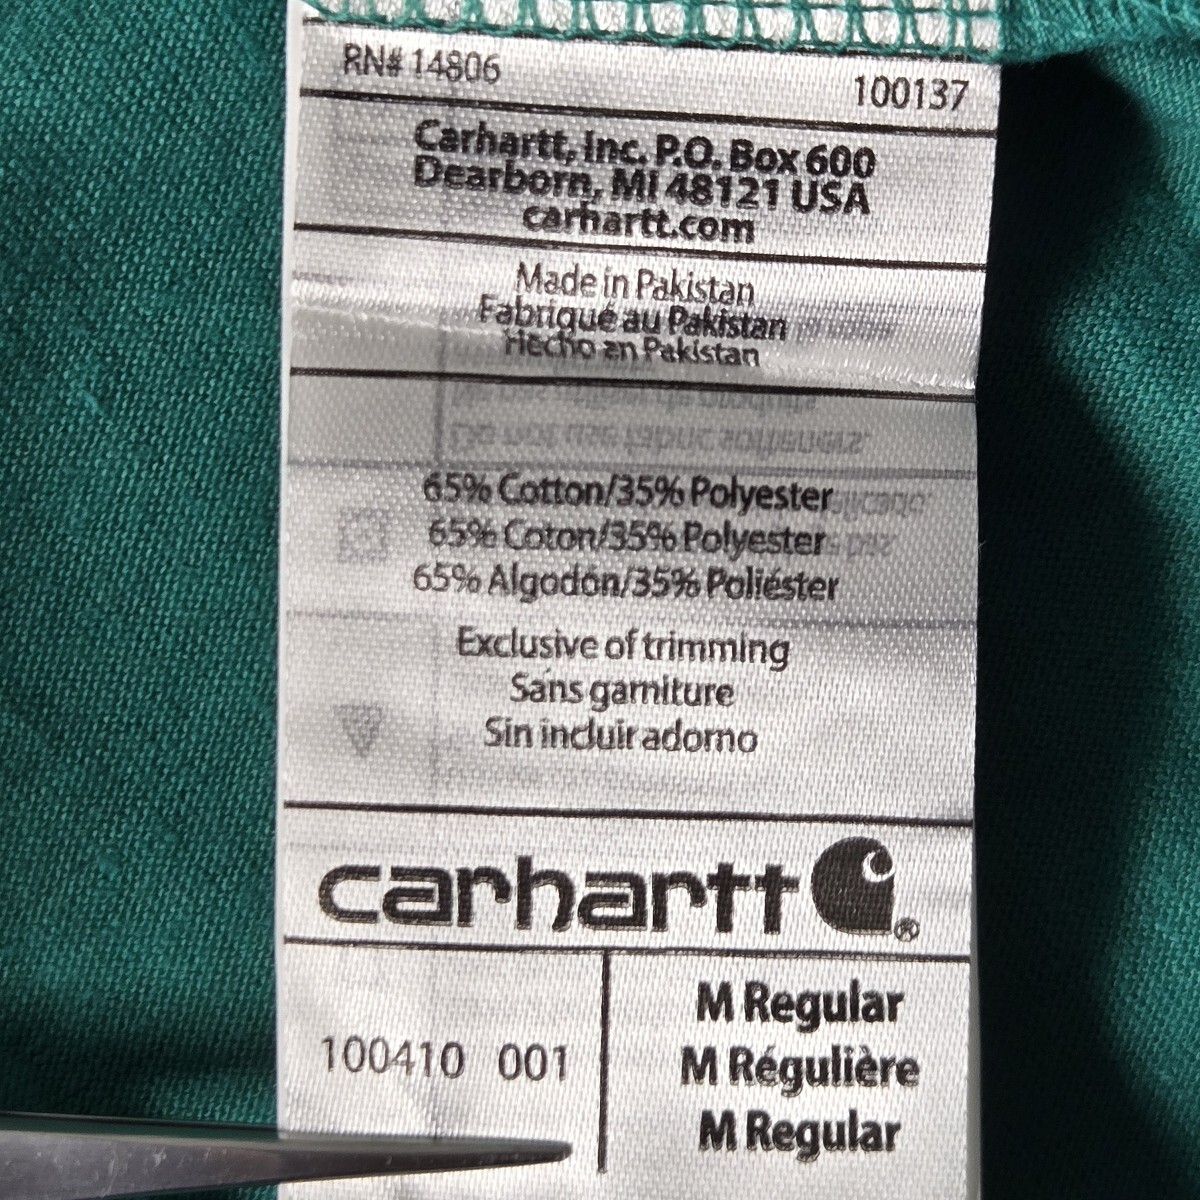 RN# 14806
100137
Carhartt, Inc. P.O. Box 600
Dearborn, MI 48121 USA
carhartt.com
Made in Pakistan
Fabriqué au Pakistan
Hecho en Pakistan
65% Cotton/35% Polyester
65% Coton/35% Polyester
65% Algodón/35% Poliéster
Exclusive of trimming
Sans garniture
Sin incluir adorno
carhartt ®
100410 001
M Regular
M Régulière
M Regular